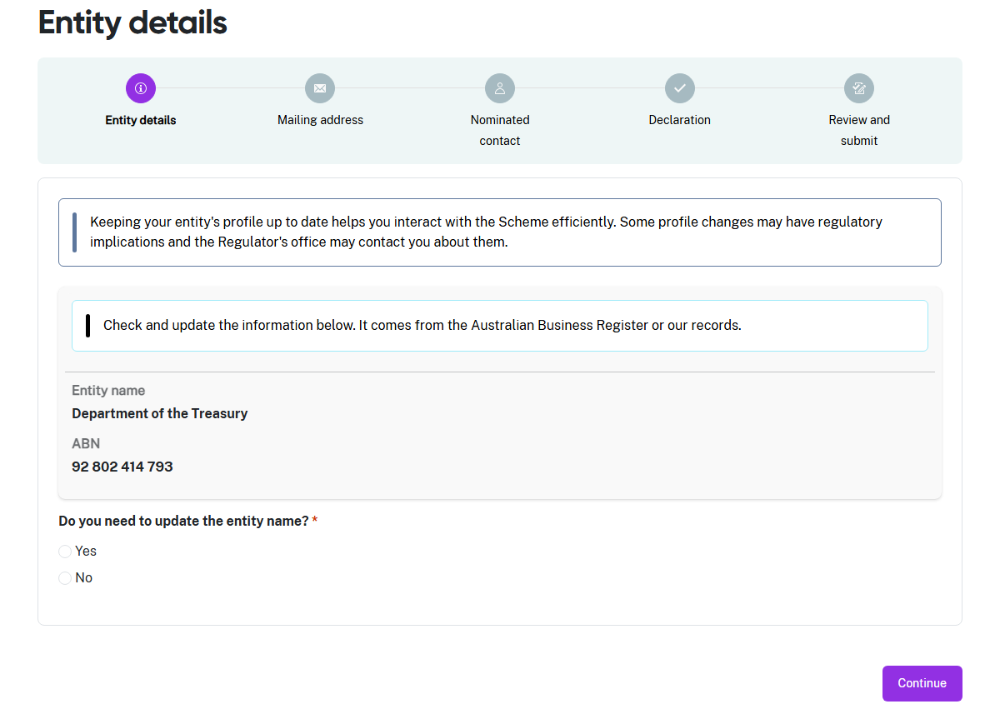 Entity details
Entity details
Mailing address
Nominated
contact
Declaration
Review and
submit
Keeping your entity's profile up to date helps you interact with the Scheme efficiently. Some profile changes may have regulatory
implications and the Regulator's office may contact you about them.
Check and update the information below. It comes from the Australian Business Register or our records.
Entity name
Department of the Treasury
ABN
92 802 414 793
Do you need to update the entity name? *
Yes
No
Continue